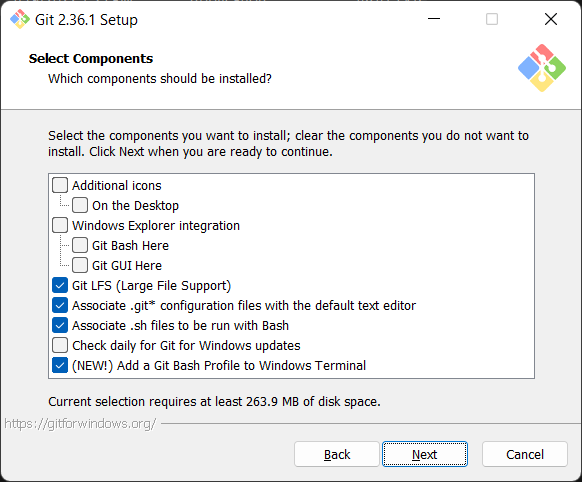 Git 2.36.1 Setup
Select Components
Which components should be installed?
Select the components you want to install; clear the components you do not want to
install. Click Next when you are ready to continue.
Additional icons
On the Desktop
Windows Explorer integration
Git Bash Here
Git GUI Here
Git LFS (Large File Support)
Associate .git* configuration files with the default text editor
Associate .sh files to be run with Bash
Check daily for Git for Windows updates
(NEW!) Add a Git Bash Profile to Windows Terminal
Current selection requires at least 263.9 MB of disk space.
https://gitforwindows.org/
Back Next Cancel